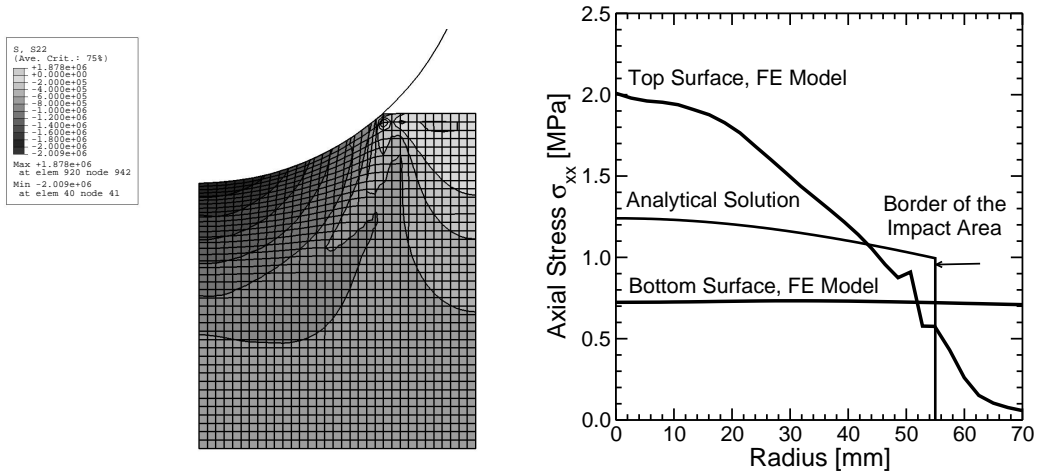 S, S22
(Ave. Crit.: 75%)
+1.878e+06
+0.000e+00
-2.000e+05
-4.000e+05
-6.000e+05
-8.000e+05
-1.000e+06
-1.200e+06
-1.400e+06
-1.600e+06
-1.800e+06
-2.000e+06
-2.009e+06
Max +1.878e+06
at elem 920 node 942
Min -2.009e+06
at elem 40 node 41
2.5
2.0
1.5
1.0
0.5
0.0
Axial Stress σxx [MPa]
Top Surface, FE Model
Analytical Solution
Border of the
Impact Area
Bottom Surface, FE Model
0 10 20 30 40 50 60 70
Radius [mm]